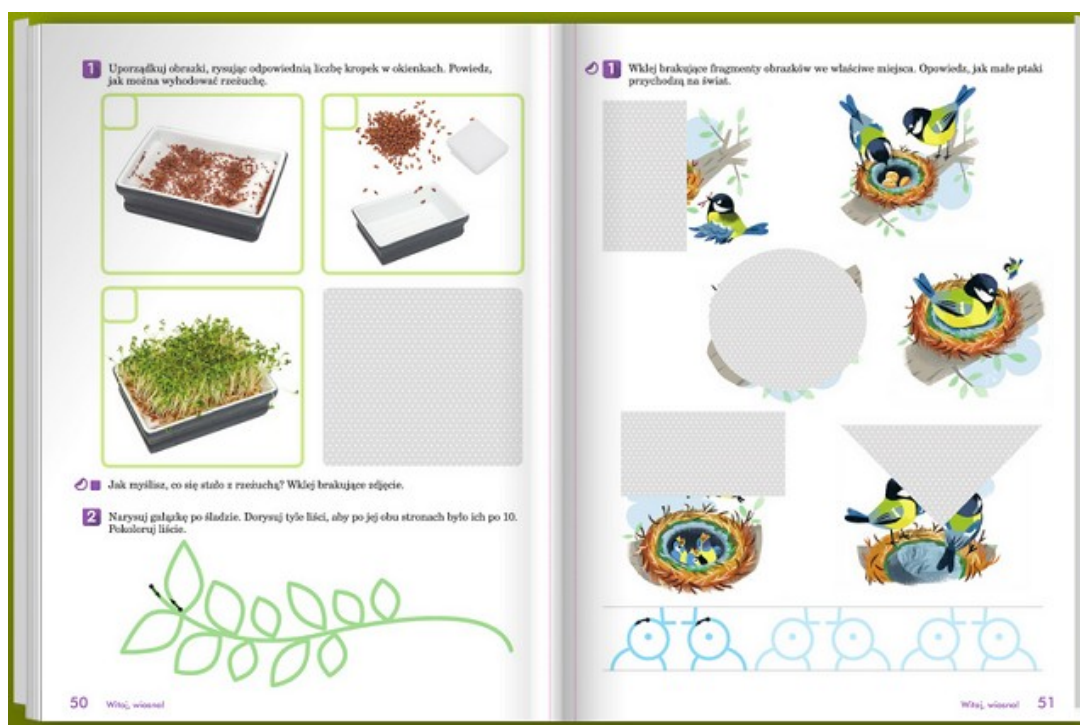 1 Uporządkuj obrazki, rysując odpowiednią liczbę kropek w okienkach. Powiedz,
jak można wyhodować rzeżuchę.
Jak myślisz, co się stało z rzeżuchą? Wklej brakujące zdjęcie.
2 Narysuj gałązkę po śladzie. Dorysuj tyle liści, aby po jej obu stronach było ich po 10.
Pokoloruj liście.
50 Witaj, wiosno!
1 Wklej brakujące fragmenty obrazków we właściwe miejsca. Opowiedz, jak małe ptaki
przychodzą na świat.
Witaj, wiosno! 51